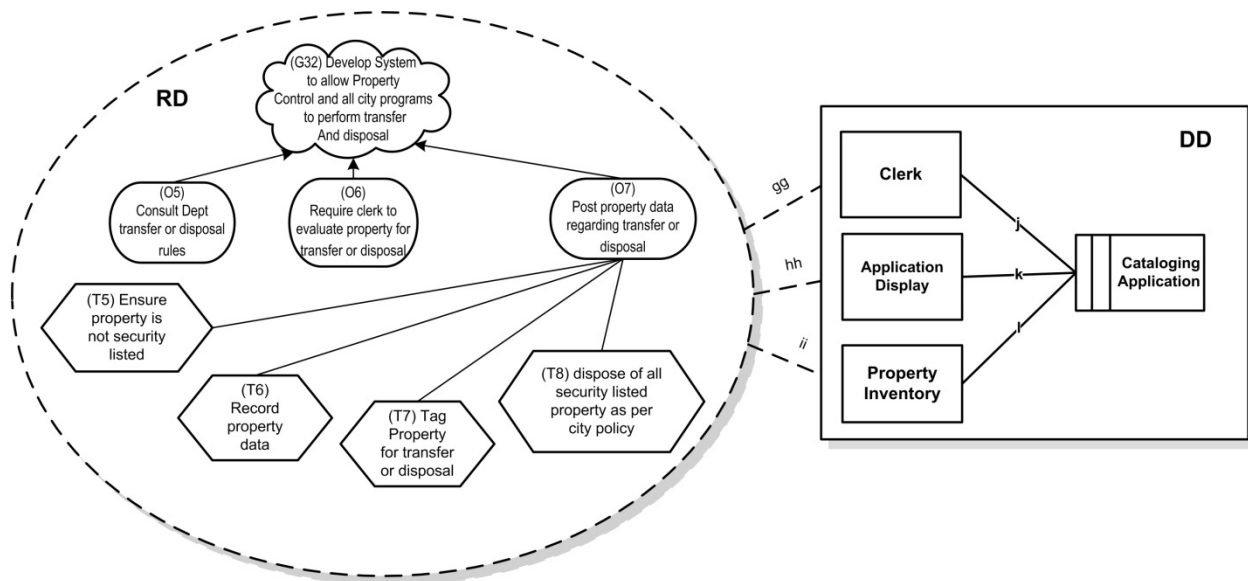 RD
(G32) Develop System
to allow Property
Control and all city programs
to perform transfer
And disposal
(O5)
Consult Dept
transfer or disposal
rules
(O6)
Require clerk to
evaluate property for
transfer or disposal
(O7)
Post property data
regarding transfer or
disposal
(T5) Ensure
property is
not security
listed
(T6)
Record
property
data
(T7) Tag
Property
for transfer
or disposal
(T8) dispose of all
security listed
property as per
city policy
gg
hh
ii
DD
Clerk
Application
Display
Property
Inventory
j
k
l
Cataloging
Application